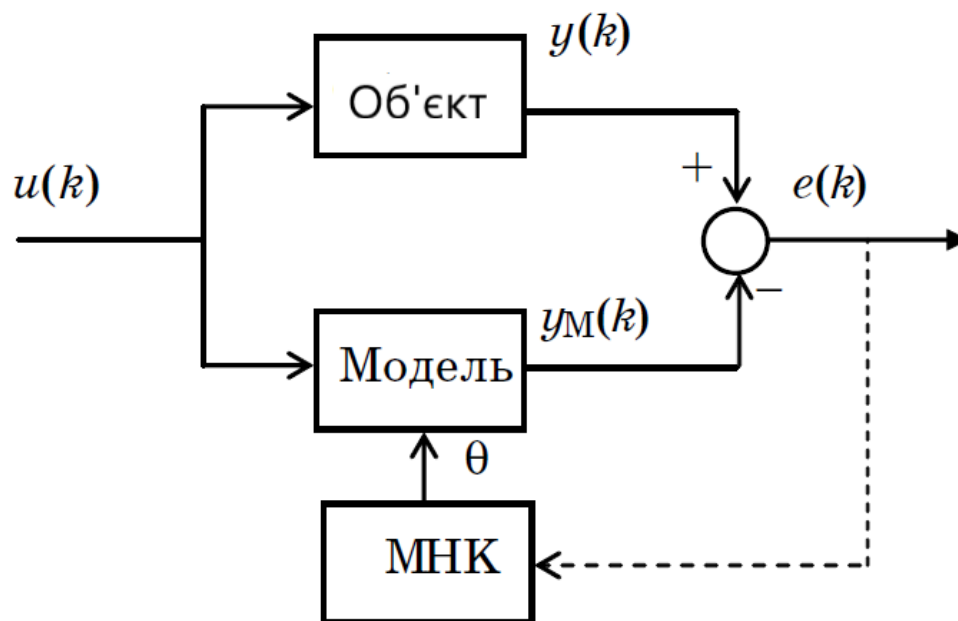 y(k)
Об'єкт
u(k)
+
e(k)
−
yМ(k)
Модель
θ
МНК